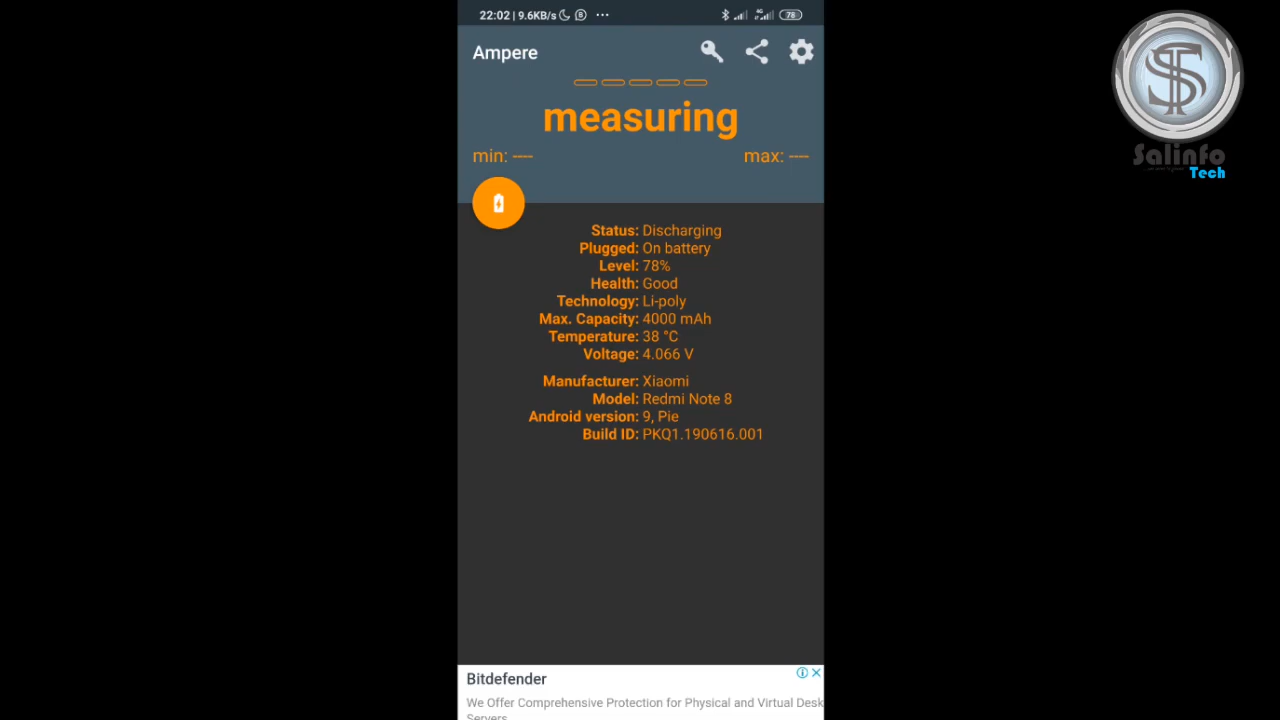 22:02 | 9.6KB/s
78
Ampere
measuring
min: ---- max: ----
Status: Discharging
Plugged: On battery
Level: 78%
Health: Good
Technology: Li-poly
Max. Capacity: 4000 mAh
Temperature: 38 °C
Voltage: 4.066 V
Manufacturer: Xiaomi
Model: Redmi Note 8
Android version: 9, Pie
Build ID: PKQ1.190616.001
Bitdefender
We Offer Comprehensive Protection for Physical and Virtual Desk
Servers
Salinfo
Tech